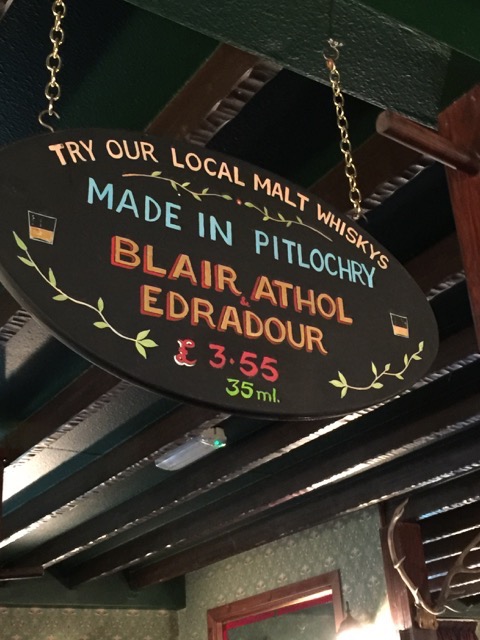 TRY OUR LOCAL MALT WHISKYS
MADE IN PITLOCHRY
BLAIR ATHOL
&
EDRADOUR
£ 3.55
35ml.